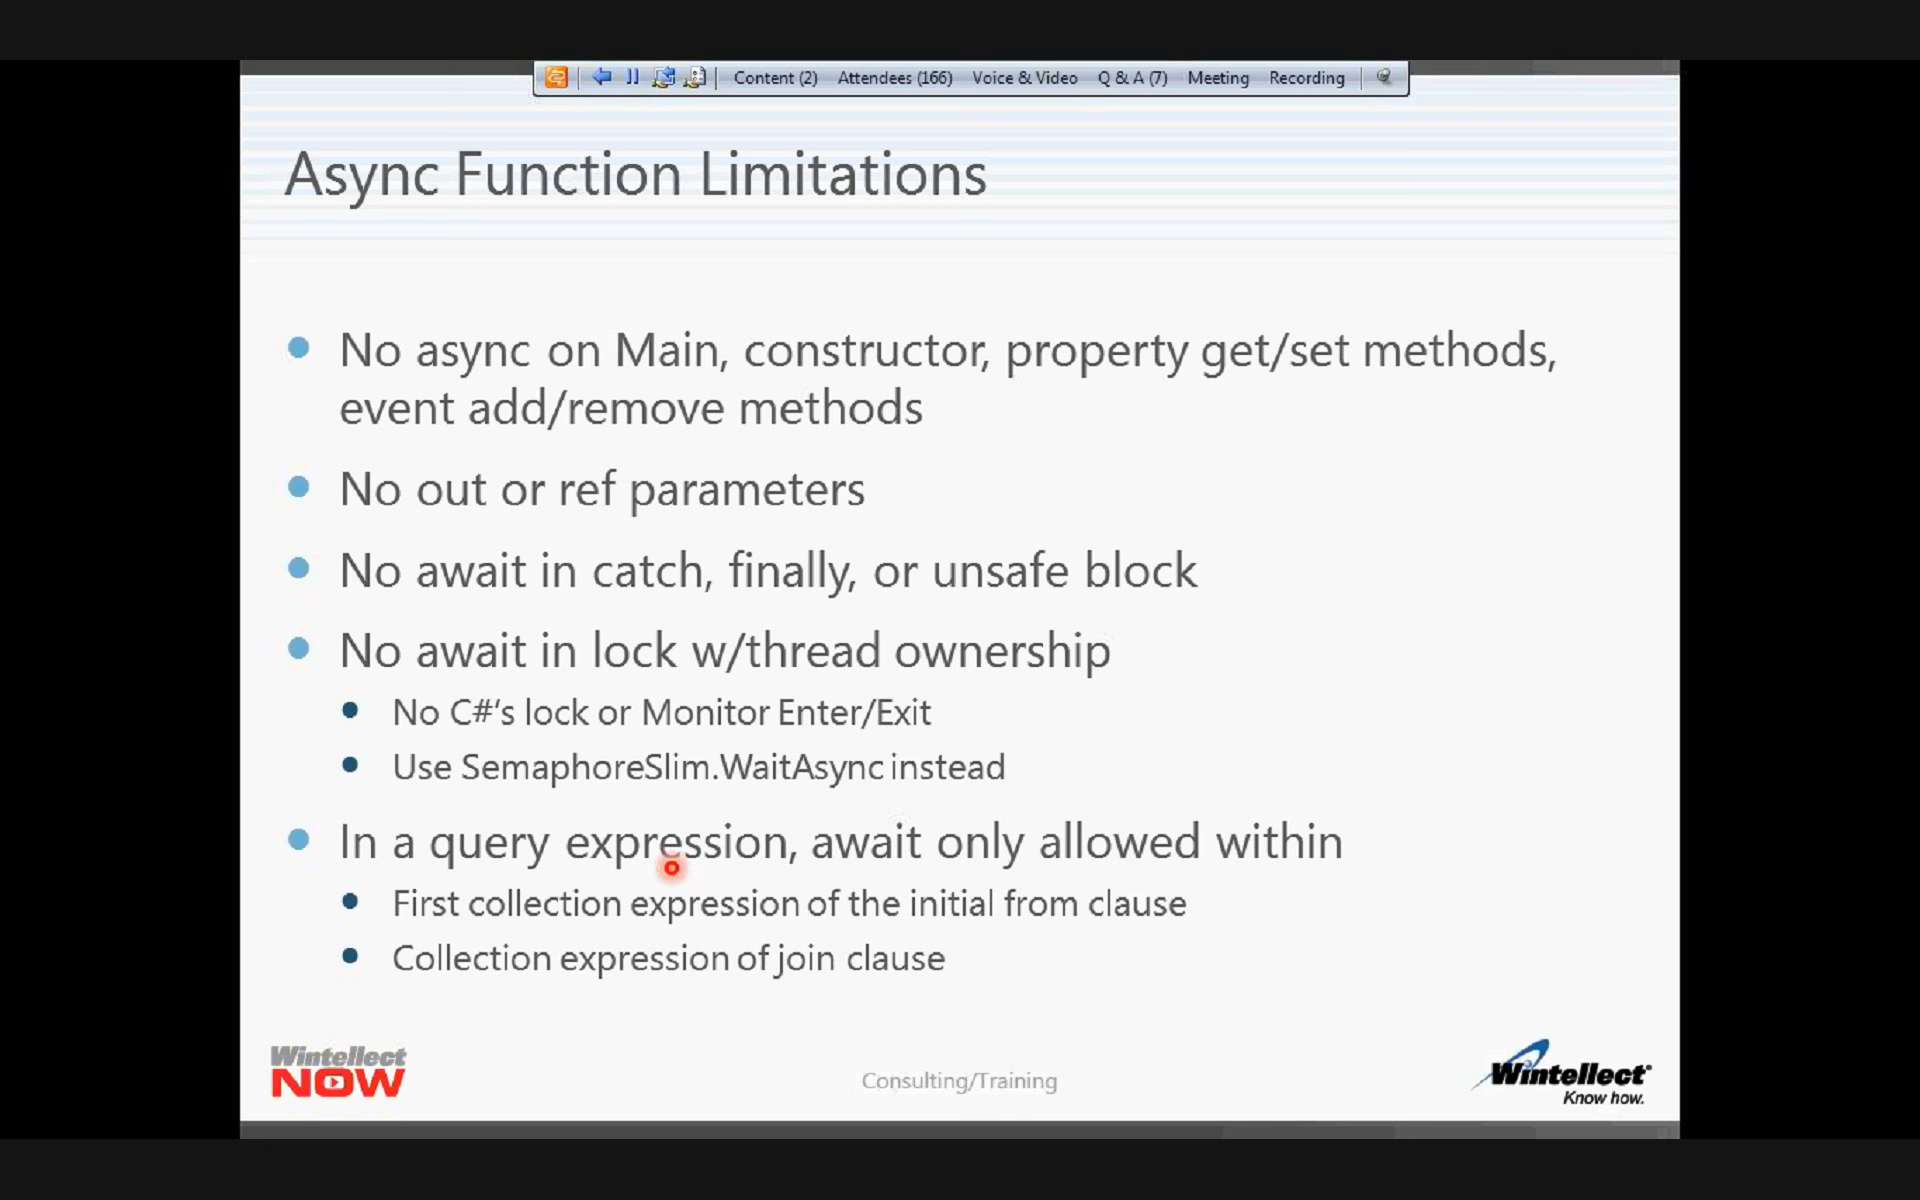 Content (2) Attendees (166) Voice & Video Q & A (7) Meeting Recording
Async Function Limitations
No async on Main, constructor, property get/set methods,
event add/remove methods
No out or ref parameters
No await in catch, finally, or unsafe block
No await in lock w/thread ownership
No C#'s lock or Monitor Enter/Exit
Use SemaphoreSlim.WaitAsync instead
In a query expression, await only allowed within
First collection expression of the initial from clause
Collection expression of join clause
Wintellect
NOW
Consulting/Training
Wintellect
Know how.